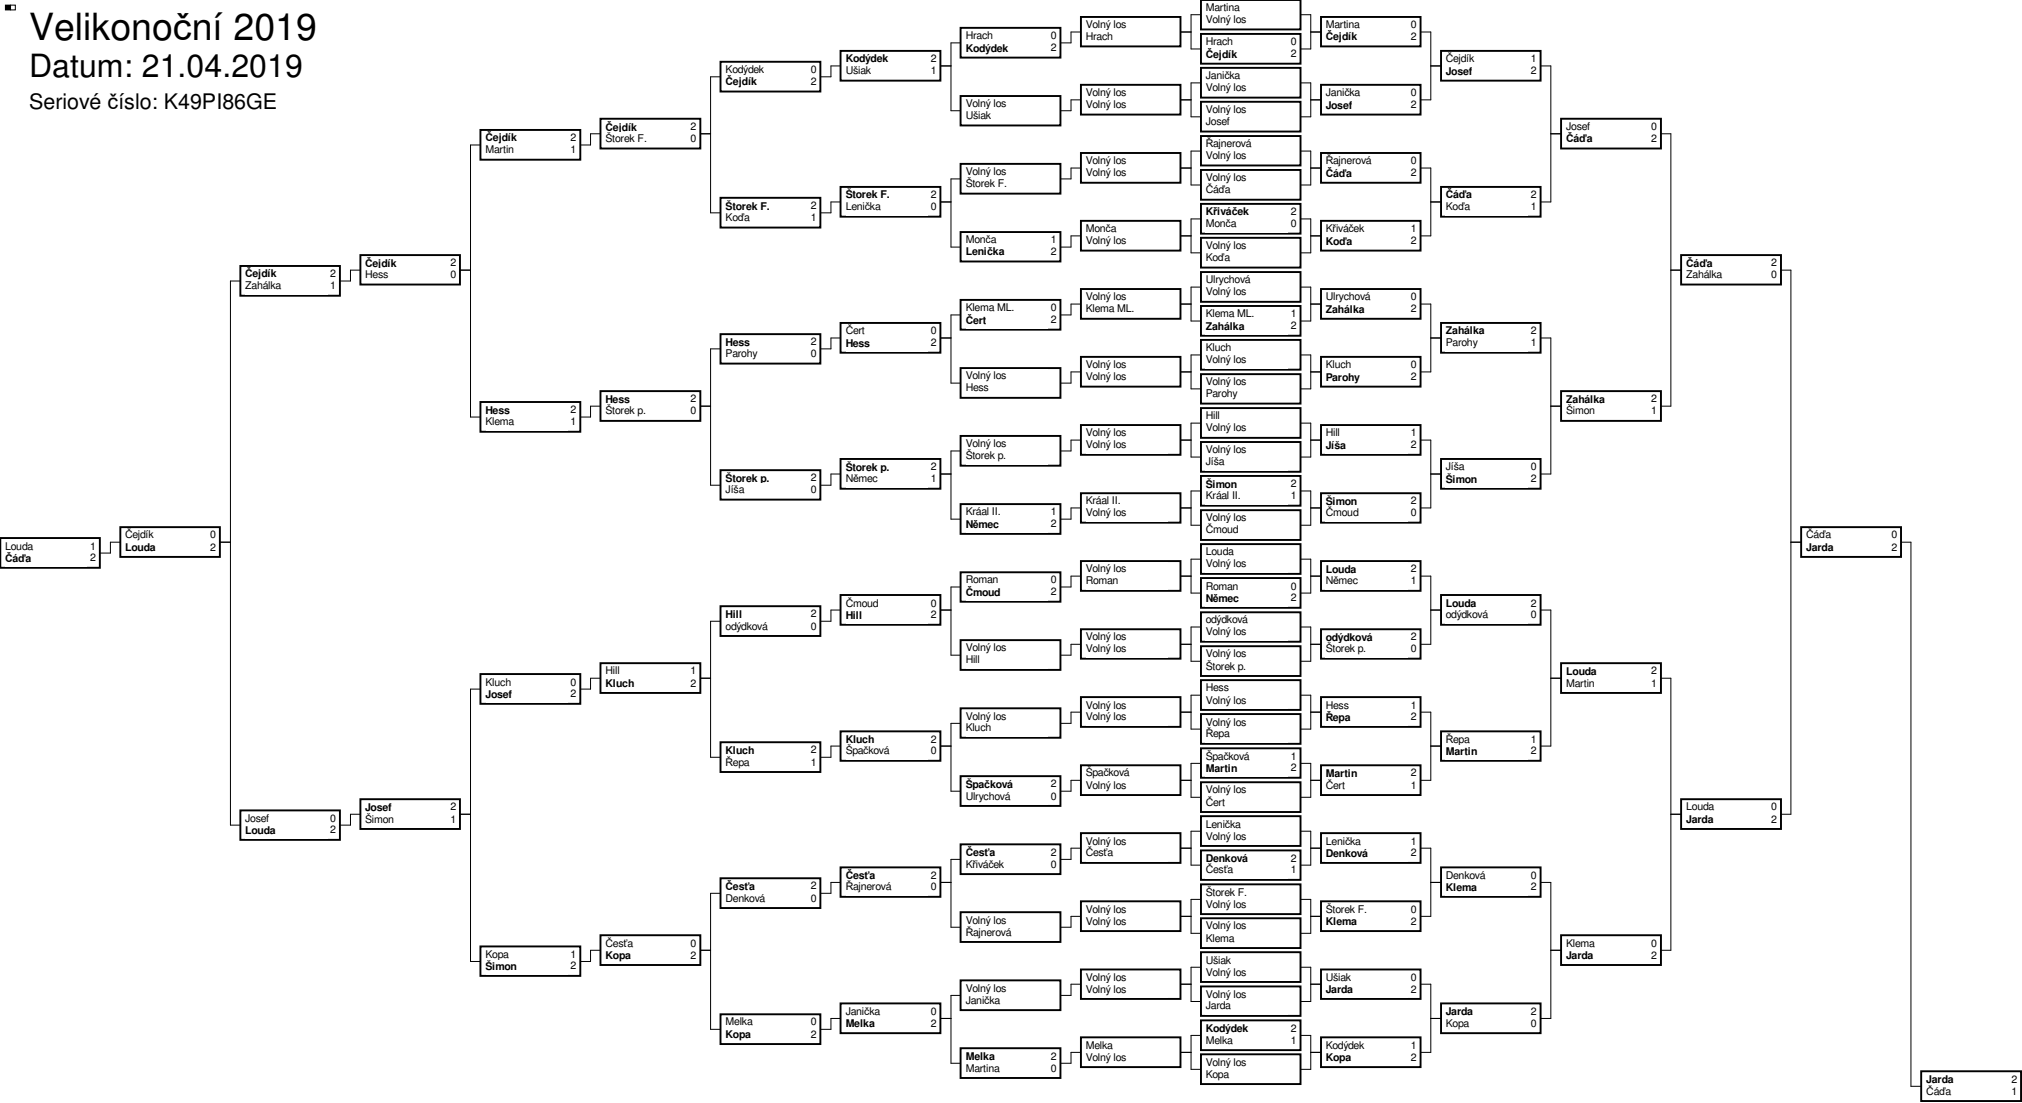 Velikonoční 2019
Datum: 21.04.2019
Seriové číslo: K49PI86GE
Louda 1
Čáďa 2
Čejdík 0
Louda 2
Čejdík 2
Zahálka 1
Josef 0
Louda 2
Čejdík 2
Hess 0
Josef 2
Šimon 1
Čejdík 2
Martin 1
Hess 2
Klema 1
Kluch 0
Josef 2
Kopa 1
Šimon 2
Čejdík 2
Štorek F. 0
Hess 2
Štorek p. 0
Hill 1
Kluch 2
Česťa 0
Kopa 2
Kodýdek 0
Čejdík 2
Štorek F. 2
Koďa 1
Hess 2
Parohy 0
Štorek p. 2
Jíša 0
Hill 2
odýdková 0
Kluch 2
Řepa 1
Česťa 2
Denková 0
Melka 0
Kopa 2
Kodýdek 2
Ušiak 1
Štorek F. 2
Lenička 0
Čert 0
Hess 2
Štorek p. 2
Němec 1
Čmoud 0
Hill 2
Kluch 2
Špačková 0
Česťa 2
Řajnerová 0
Janička 0
Melka 2
Hrach 0
Kodýdek 2
Volný los
Ušiak
Volný los
Štorek F.
Monča 1
Lenička 2
Klema ML. 0
Čert 2
Volný los
Hess
Volný los
Štorek p.
Kráal II. 1
Němec 2
Roman 0
Čmoud 2
Volný los
Hill
Volný los
Kluch
Špačková 2
Ulrychová 0
Česťa 2
Křiváček 0
Volný los
Řajnerová
Volný los
Janička
Melka 2
Martina 0
Volný los
Hrach
Volný los
Volný los
Volný los
Volný los
Monča
Volný los
Volný los
Klema ML.
Volný los
Volný los
Volný los
Volný los
Kráal II.
Volný los
Volný los
Roman
Volný los
Volný los
Volný los
Volný los
Špačková
Volný los
Volný los
Česťa
Volný los
Volný los
Volný los
Volný los
Melka
Volný los
Martina
Volný los
Hrach 0
Čejdík 2
Janička
Volný los
Volný los
Josef
Řajnerová
Volný los
Volný los
Čáďa
Křiváček 2
Monča 0
Volný los
Koďa
Ulrychová
Volný los
Klema ML. 1
Zahálka 2
Kluch
Volný los
Volný los
Parohy
Hill
Volný los
Volný los
Jíša
Šimon 2
Kráal II. 1
Volný los
Čmoud
Louda
Volný los
Roman 0
Němec 2
odýdková
Volný los
Volný los
Štorek p.
Hess
Volný los
Volný los
Řepa
Špačková 1
Martin 2
Volný los
Čert
Lenička
Volný los
Denková 2
Česťa 1
Štorek F.
Volný los
Volný los
Klema
Ušiak
Volný los
Volný los
Jarda
Kodýdek 2
Melka 1
Volný los
Kopa
Martina 0
Čejdík 2
Janička 0
Josef 2
Řajnerová 0
Čáďa 2
Křiváček 1
Koďa 2
Ulrychová 0
Zahálka 2
Kluch 0
Parohy 2
Hill 1
Jíša 2
Šimon 2
Čmoud 0
Louda 2
Němec 1
odýdková 2
Štorek p. 0
Hess 1
Řepa 2
Martin 2
Čert 1
Lenička 1
Denková 2
Štorek F. 0
Klema 2
Ušiak 0
Jarda 2
Kodýdek 1
Kopa 2
Čejdík 1
Josef 2
Čáďa 2
Koďa 1
Zahálka 2
Parohy 1
Jíša 0
Šimon 2
Louda 2
odýdková 0
Řepa 1
Martin 2
Denková 0
Klema 2
Jarda 2
Kopa 0
Josef 0
Čáďa 2
Zahálka 2
Šimon 1
Louda 2
Martin 1
Klema 0
Jarda 2
Čáďa 2
Zahálka 0
Louda 0
Jarda 2
Čáďa 0
Jarda 2
Jarda 2
Čáďa 1